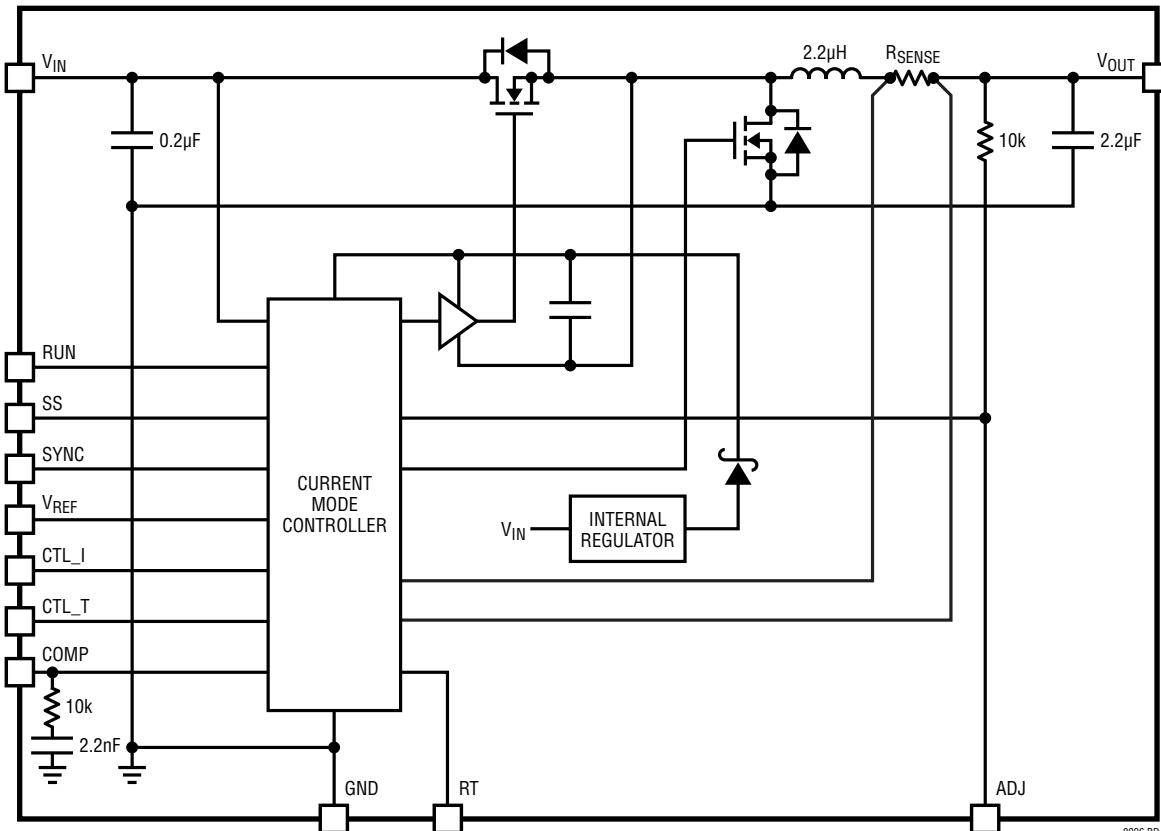 VIN
2.2µH
RSENSE
VOUT
0.2µF
10k
2.2µF
RUN
SS
SYNC
VREF
CTL_I
CTL_T
COMP
CURRENT
MODE
CONTROLLER
VIN
INTERNAL
REGULATOR
10k
2.2nF
GND
RT
ADJ